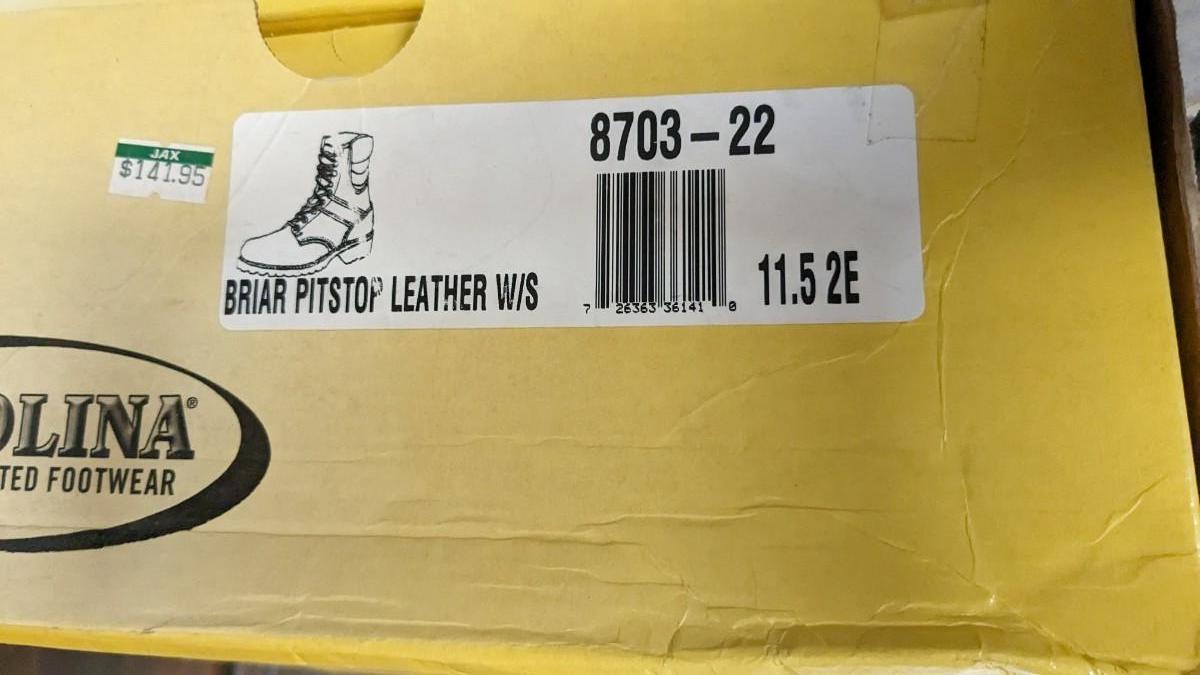 8703-22
JAX
$141.95
BRIAR PITSTOP LEATHER W/S
7 26363 36141 0
11.5 2E
OLINA®
TED FOOTWEAR